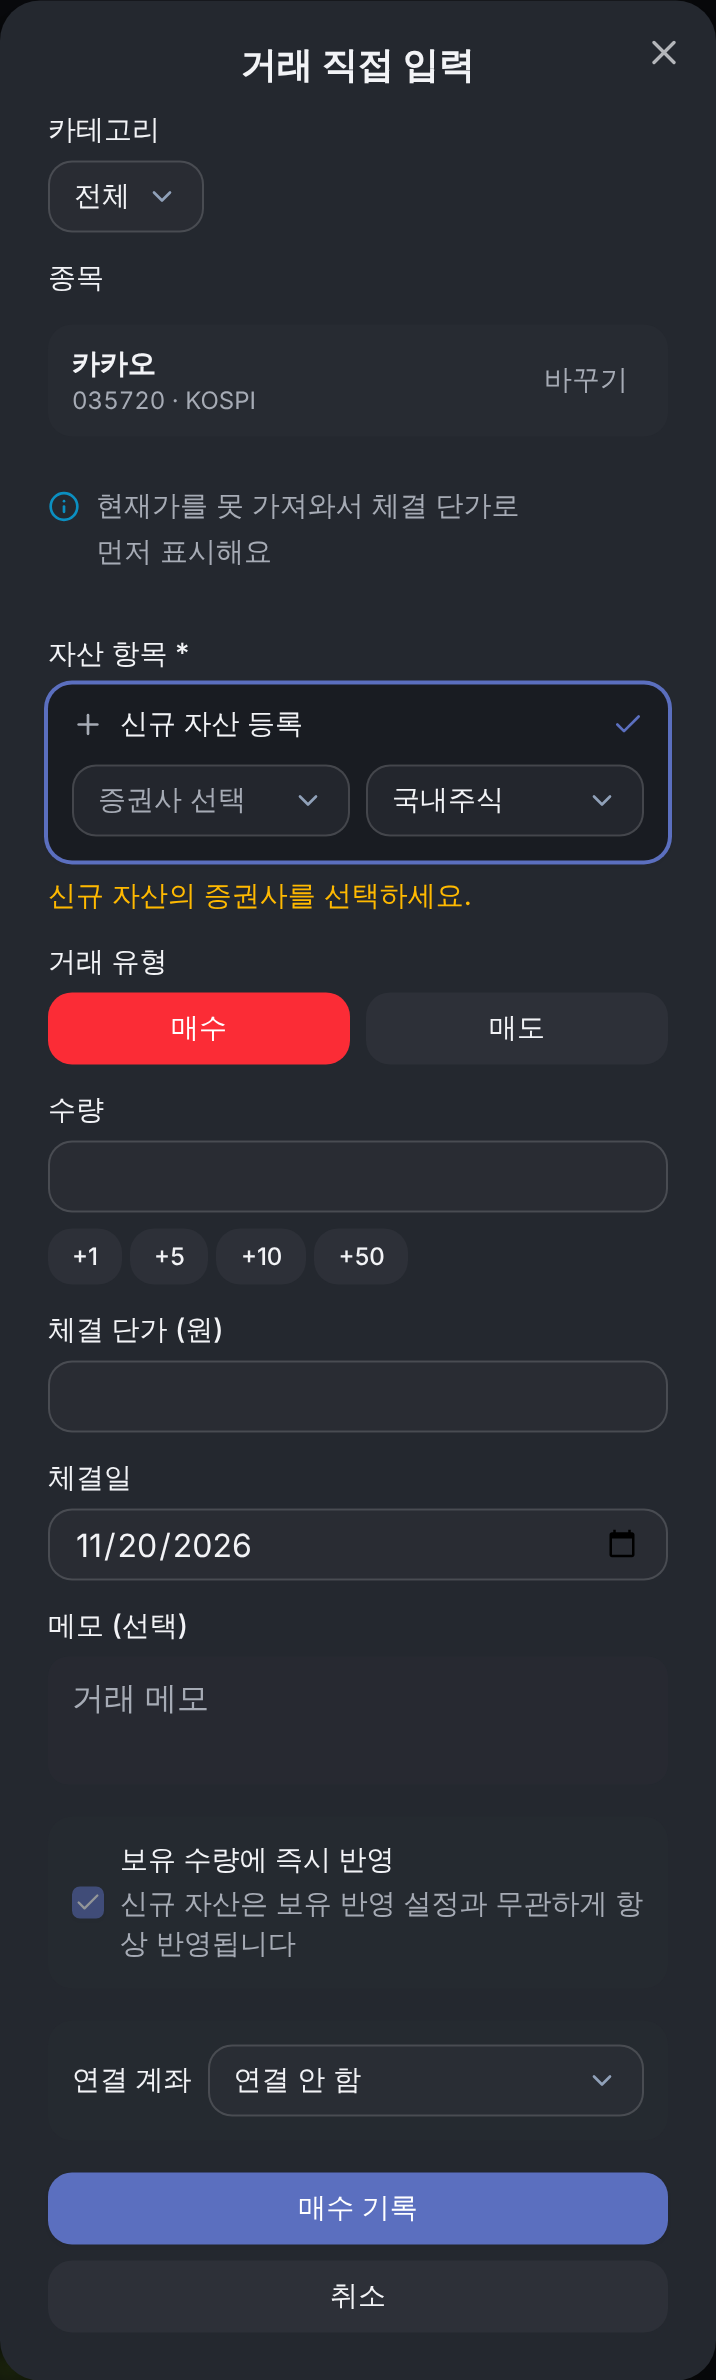 거래 직접 입력
카테고리
전체
종목
카카오
035720 · KOSPI
바꾸기
현재가를 못 가져와서 체결 단가로
먼저 표시해요
자산 항목 *
신규 자산 등록
증권사 선택
국내주식
신규 자산의 증권사를 선택하세요.
거래 유형
매수
매도
수량
+1
+5
+10
+50
체결 단가 (원)
체결일
11/20/2026
메모 (선택)
거래 메모
보유 수량에 즉시 반영
신규 자산은 보유 반영 설정과 무관하게 항
상 반영됩니다
연결 계좌
연결 안 함
매수 기록
취소